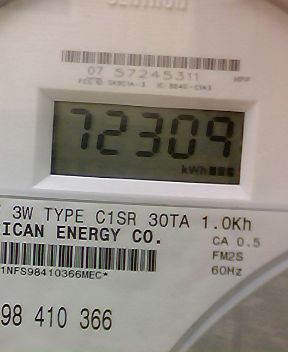 07 57245311
72309
kWh
3W TYPE C1SR 30TA 1.0Kh
ICAN ENERGY CO.
CA 0.5
FM2S
60Hz
1NFS98410366MEC*
98 410 366